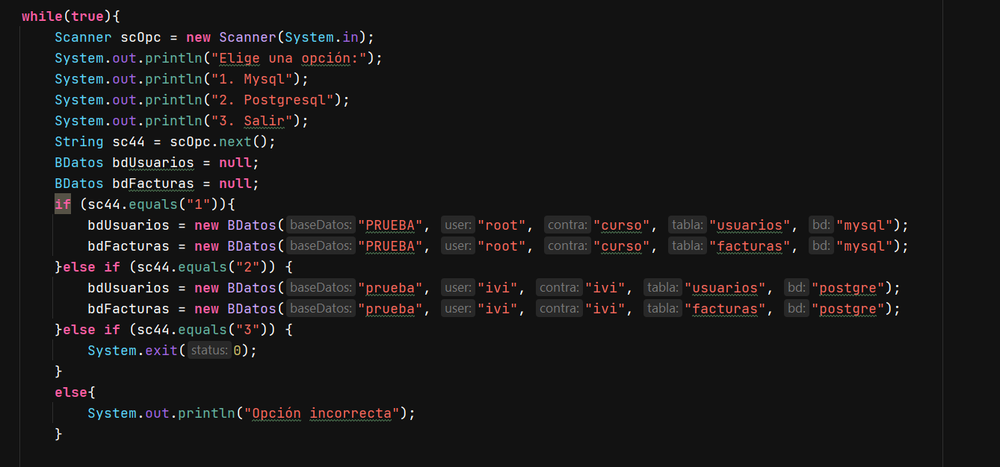 while(true){
    Scanner scOpc = new Scanner(System.in);
    System.out.println("Elige una opción:");
    System.out.println("1. Mysql");
    System.out.println("2. Postgresql");
    System.out.println("3. Salir");
    String sc44 = scOpc.next();
    BDatos bdUsuarios = null;
    BDatos bdFacturas = null;
    if (sc44.equals("1")){
        bdUsuarios = new BDatos( baseDatos: "PRUEBA", user: "root", contra: "curso", tabla: "usuarios", bd: "mysql");
        bdFacturas = new BDatos( baseDatos: "PRUEBA", user: "root", contra: "curso", tabla: "facturas", bd: "mysql");
    }else if (sc44.equals("2")) {
        bdUsuarios = new BDatos( baseDatos: "prueba", user: "ivi", contra: "ivi", tabla: "usuarios", bd: "postgre");
        bdFacturas = new BDatos( baseDatos: "prueba", user: "ivi", contra: "ivi", tabla: "facturas", bd: "postgre");
    }else if (sc44.equals("3")) {
        System.exit( status: 0);
    }
    else{
        System.out.println("Opción incorrecta");
    }